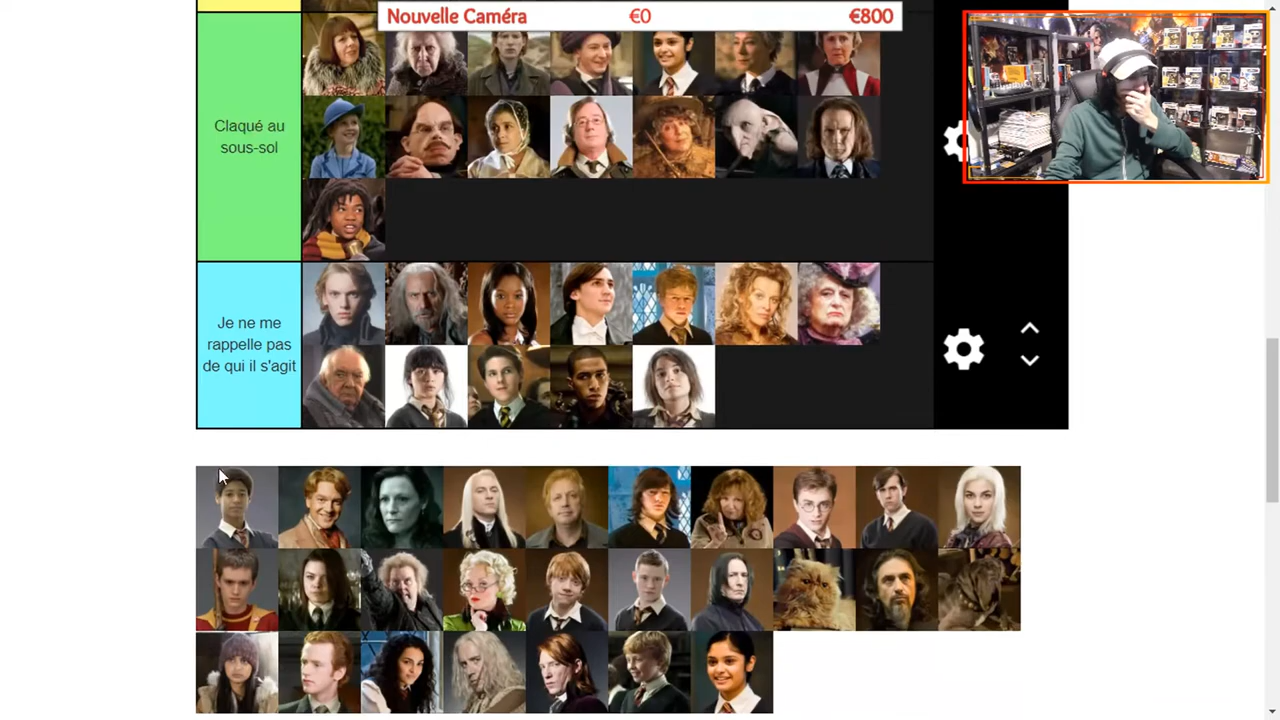 Nouvelle Caméra €0 €800
Claqué au
sous-sol
Je ne me
rappelle pas
de qui il s'agit